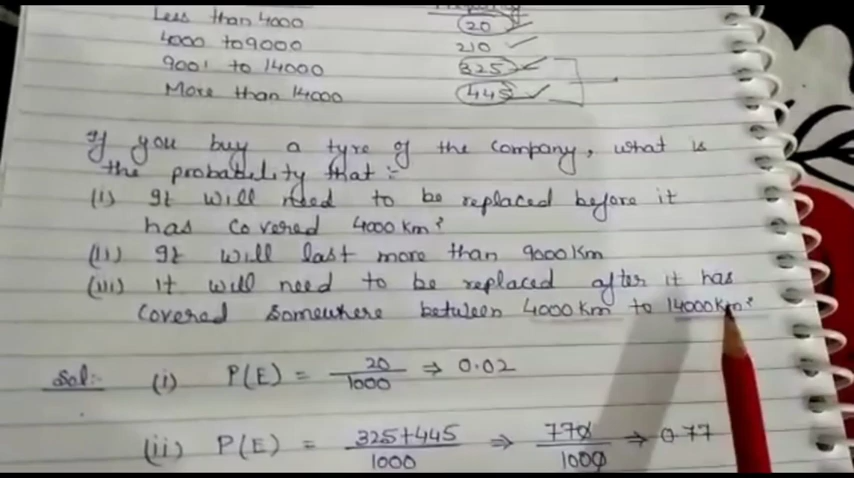 Less than 4000 20
4000 to 9000 210
9001 to 14000 325
More than 14000 445
If you buy a tyre of the company, what is
the probability that :-
(i) It will need to be replaced before it
has covered 4000 km?
(ii) It will last more than 9000 km
(iii) It will need to be replaced after it has
covered somewhere between 4000 km to 14000 km?
Sol:- (i) P(E) = 20/1000 ⇒ 0.02
(ii) P(E) = 325+445/1000 ⇒ 770/1000 ⇒ 0.77